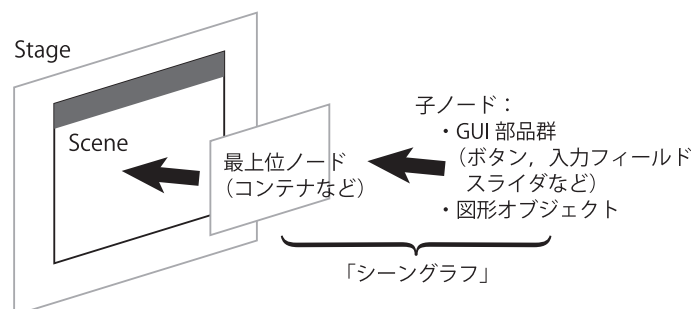 Stage
Scene
最上位ノード
（コンテナなど）
子ノード：
・GUI 部品群
（ボタン，入力フィールド
スライダなど）
・図形オブジェクト
「シーングラフ」